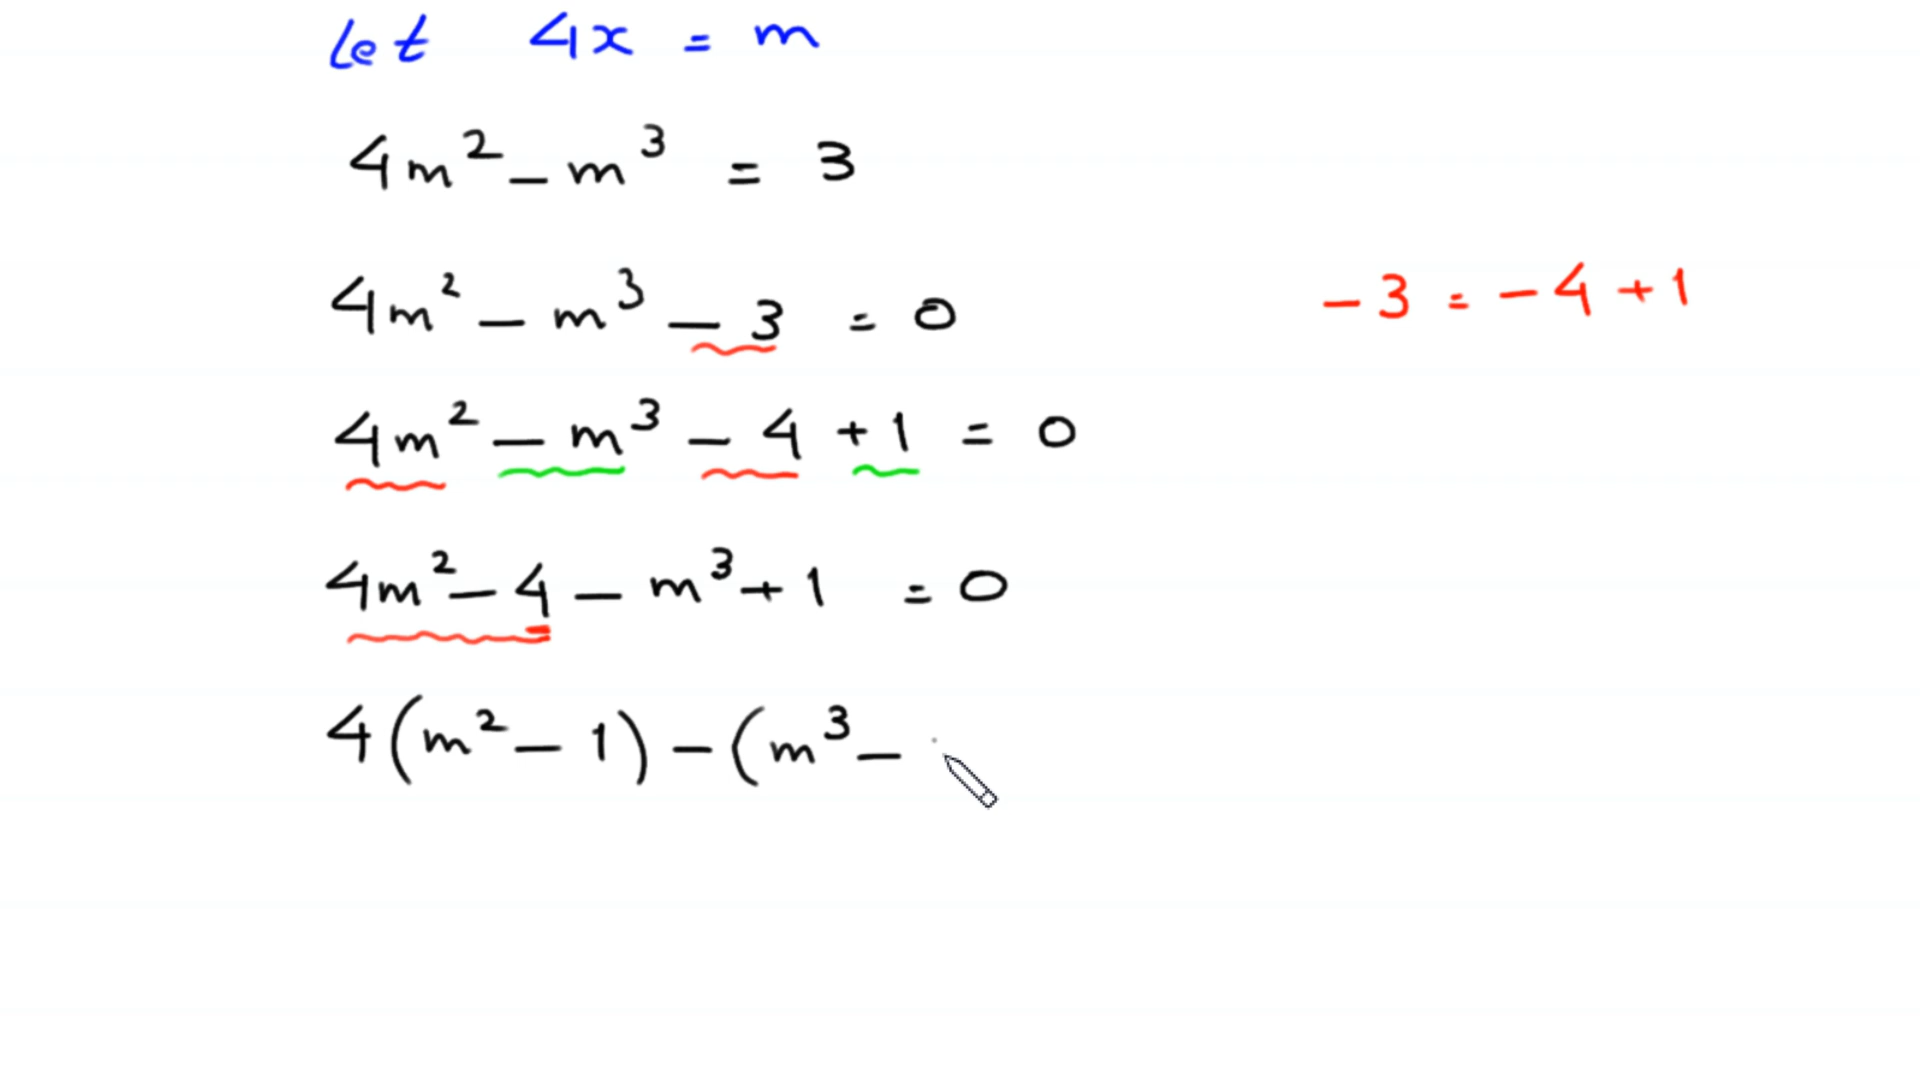 let 4x = m
4m² - m³ = 3
4m² - m³ - 3 = 0
-3 = -4 + 1
4m² - m³ - 4 + 1 = 0
4m² - 4 - m³ + 1 = 0
4(m² - 1) - (m³ -